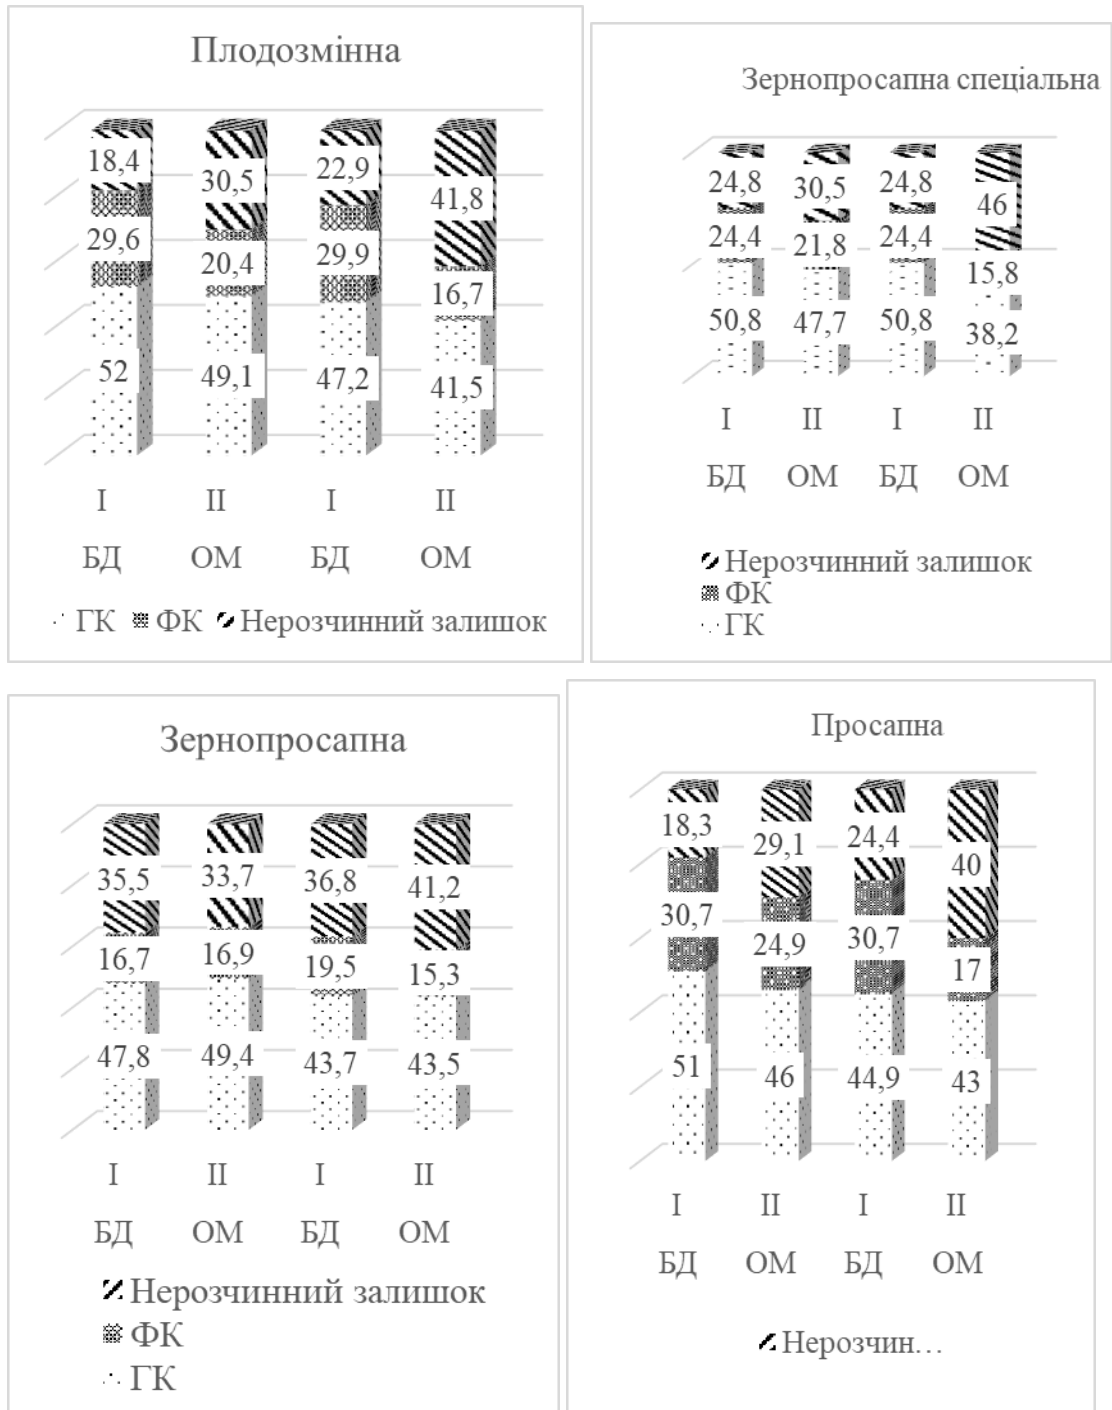 Плодозмінна
18,4 30,5 22,9 41,8
29,6 20,4 29,9 16,7
52 49,1 47,2 41,5
I II I II
БД ОМ БД ОМ
ГК ФК Нерозчинний залишок
Зернопросапна спеціальна
24,8 30,5 24,8 46
24,4 21,8 24,4 15,8
50,8 47,7 50,8 38,2
I II I II
БД ОМ БД ОМ
Нерозчинний залишок
ФК
ГК
Зернопросапна
35,5 33,7 36,8 41,2
16,7 16,9 19,5 15,3
47,8 49,4 43,7 43,5
I II I II
БД ОМ БД ОМ
Нерозчинний залишок
ФК
ГК
Просапна
18,3 29,1 24,4 40
30,7 24,9 30,7 17
51 46 44,9 43
I II I II
БД ОМ БД ОМ
Нерозчин…